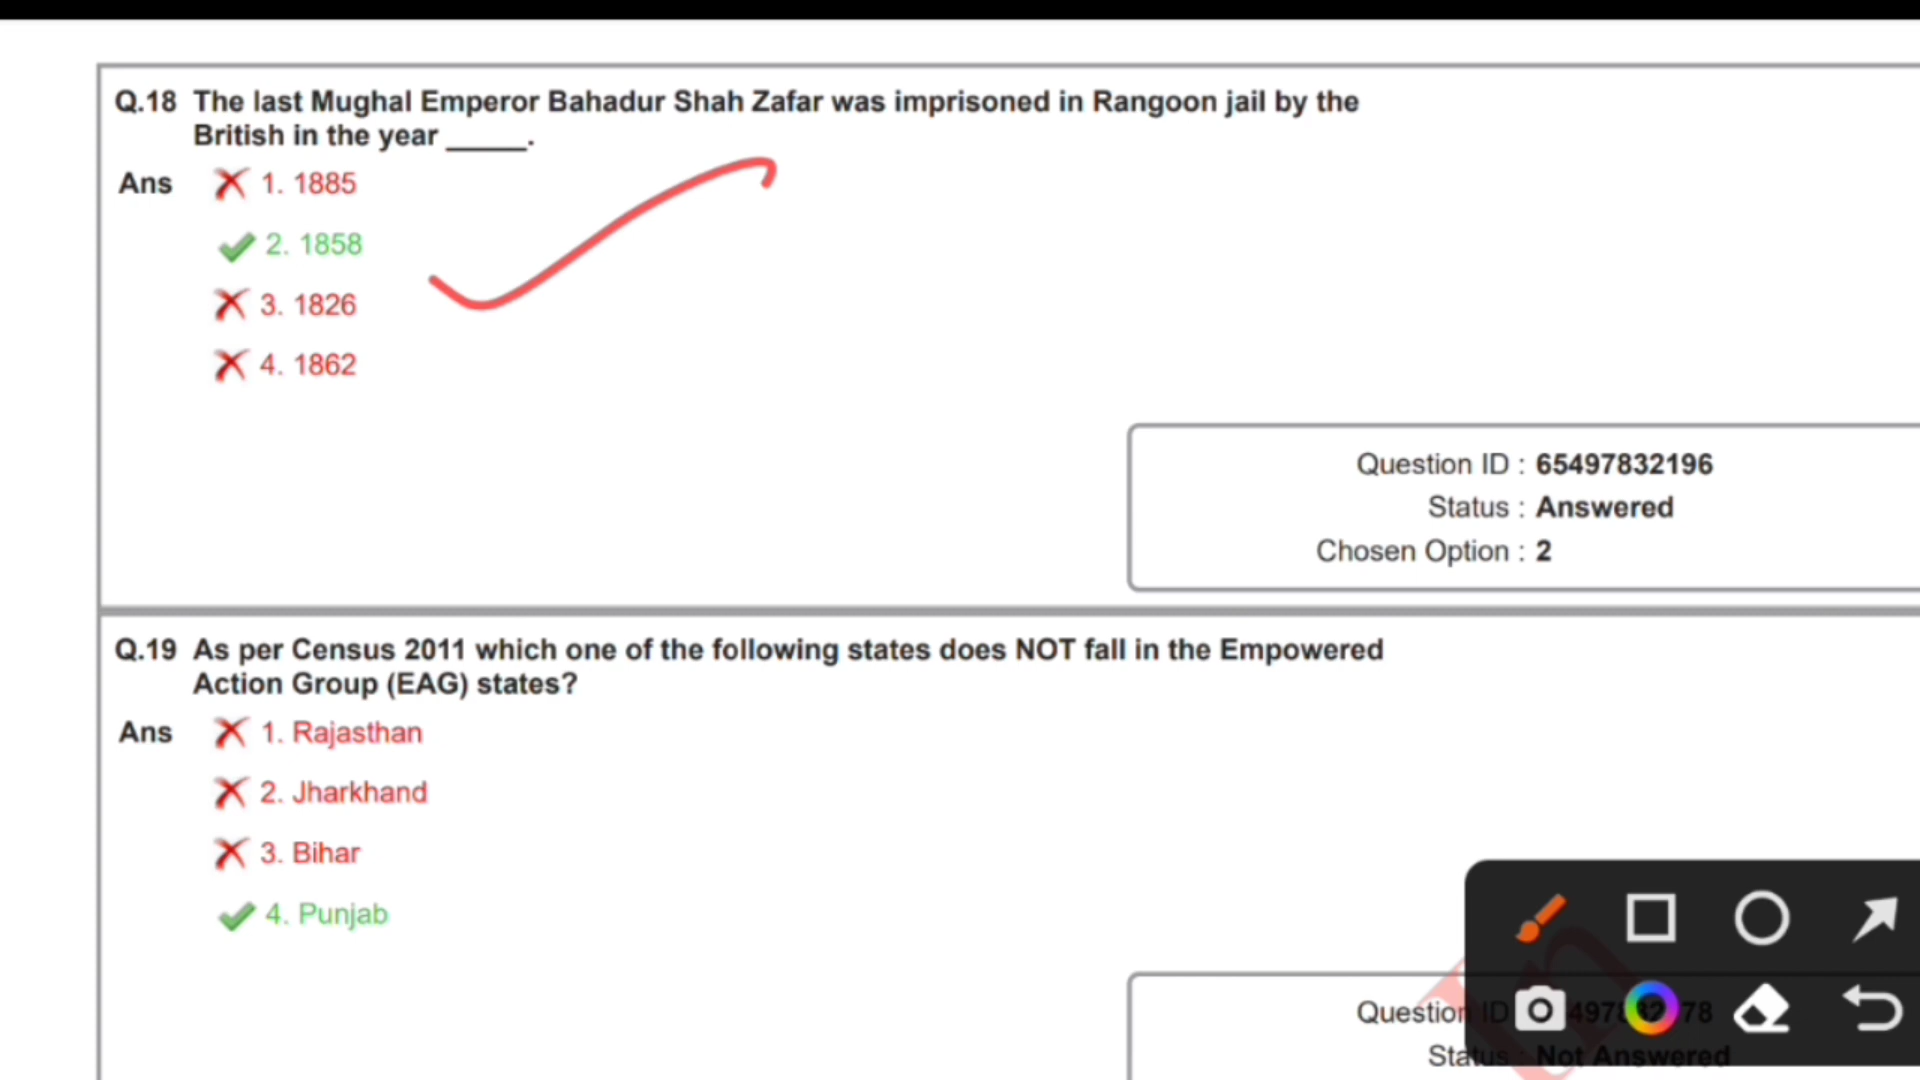 Q.18 The last Mughal Emperor Bahadur Shah Zafar was imprisoned in Rangoon jail by the
British in the year _____.
Ans 1. 1885
2. 1858
3. 1826
4. 1862
Question ID : 65497832196
Status : Answered
Chosen Option : 2
Q.19 As per Census 2011 which one of the following states does NOT fall in the Empowered
Action Group (EAG) states?
Ans 1. Rajasthan
2. Jharkhand
3. Bihar
4. Punjab
Question ID
Status : Not Answered